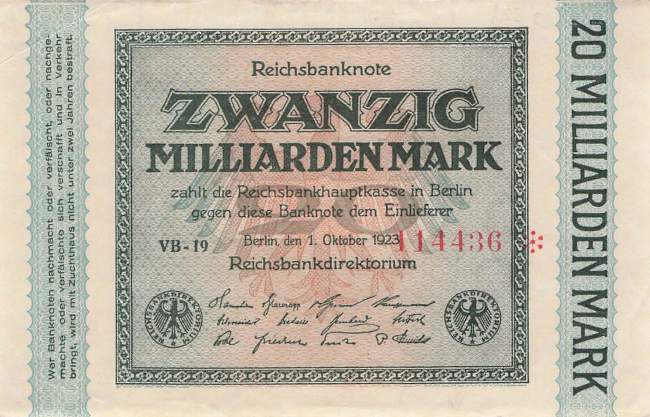 Reichsbanknote
ZWANZIG
MILLIARDEN MARK
zahlt die Reichsbankhauptkasse in Berlin
gegen diese Banknote dem Einlieferer
VB-19 Berlin, den 1. Oktober 1923 114436
Reichsbankdirektorium
REICHSBANKDIREKTORIUM
REICHSBANKDIREKTORIUM
20 MILLIARDEN MARK
Wer Banknoten nachmacht oder verfälscht, oder nachge-
machte oder verfälschte sich verschafft und in Verkehr
bringt, wird mit Zuchthaus nicht unter zwei Jahren bestraft.